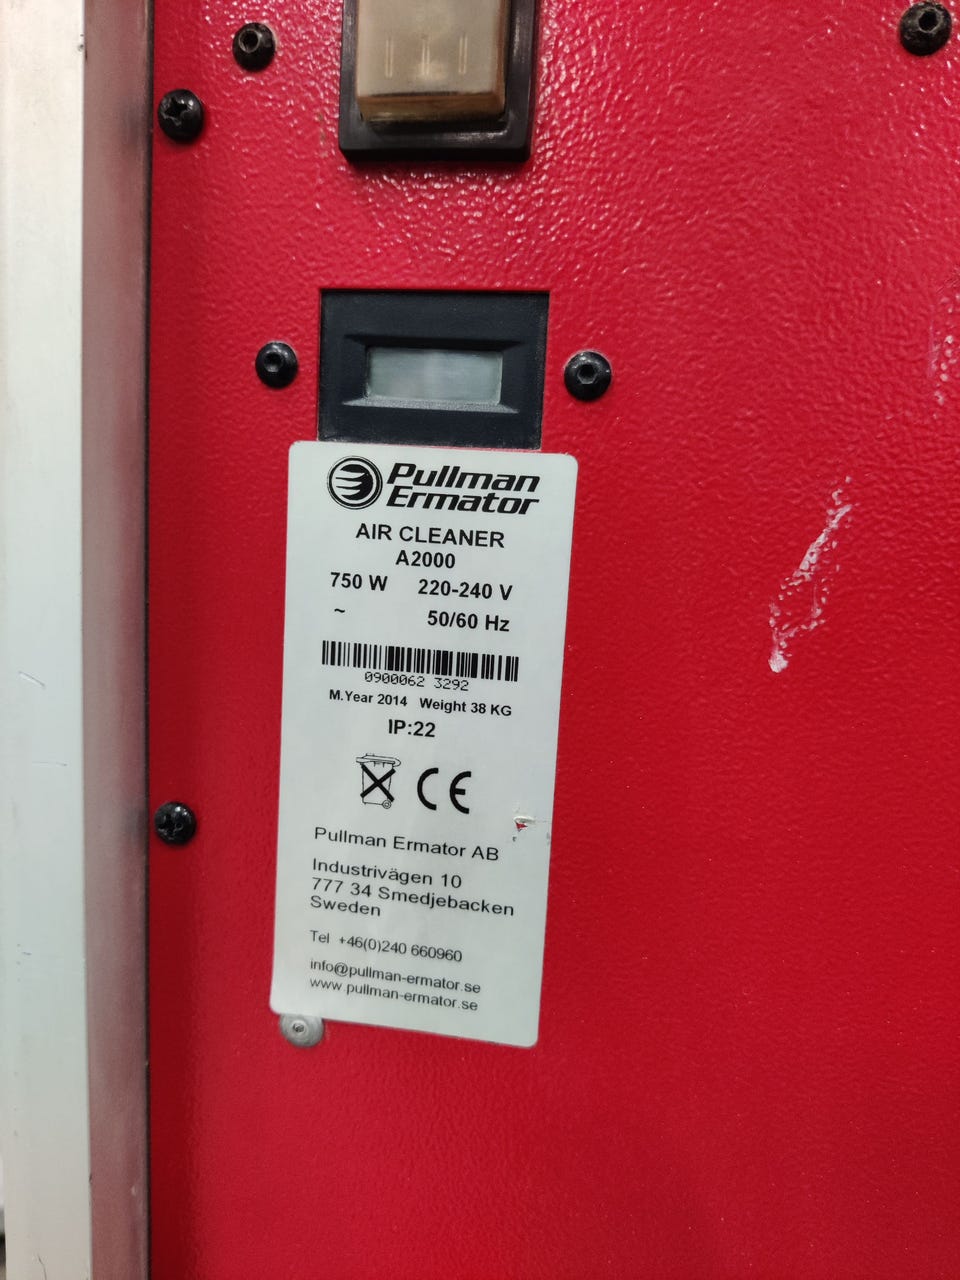 Pullman
Ermator
AIR CLEANER
A2000
750 W 220-240 V
~ 50/60 Hz
0900062 3292
M.Year 2014 Weight 38 KG
IP:22
CE
Pullman Ermator AB
Industrivägen 10
777 34 Smedjebacken
Sweden
Tel +46(0)240 660960
info@pullman-ermator.se
www.pullman-ermator.se